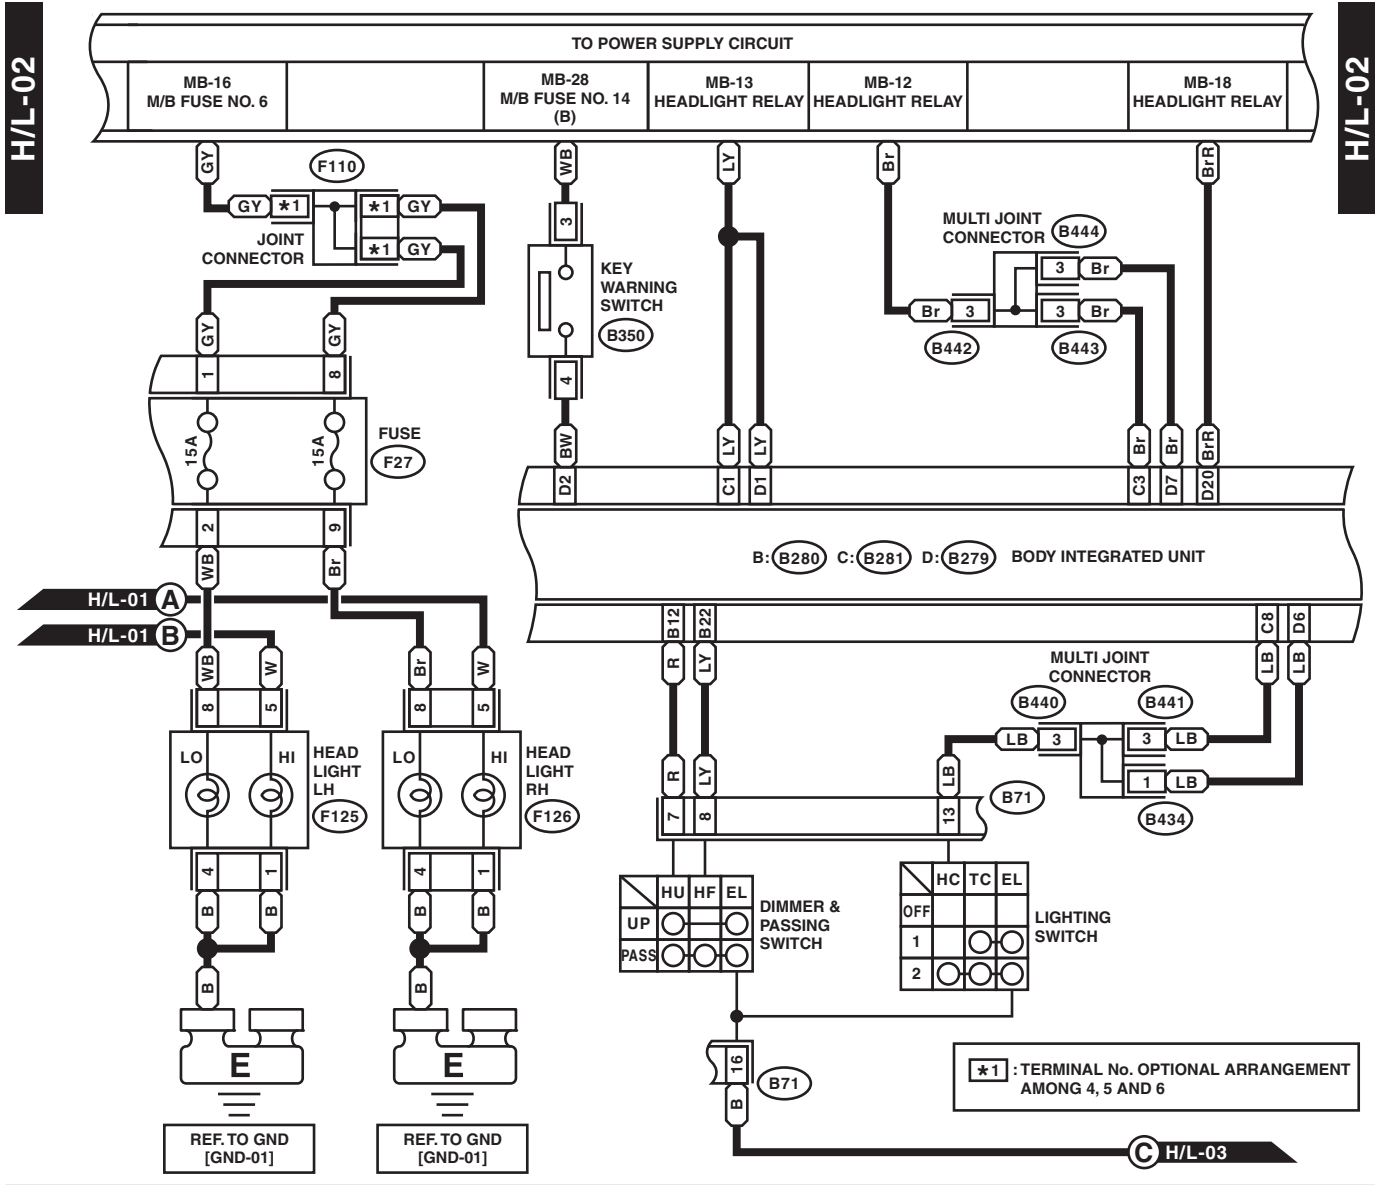 H/L-02
H/L-02
TO POWER SUPPLY CIRCUIT
MB-16
M/B FUSE NO. 6
MB-28
M/B FUSE NO. 14
(B)
MB-13
HEADLIGHT RELAY
MB-12
HEADLIGHT RELAY
MB-18
HEADLIGHT RELAY
GY
WB
LY
Br
BrR
F110
GY
*1
*1
GY
*1
GY
JOINT
CONNECTOR
3
KEY
WARNING
SWITCH
B350
4
MULTI JOINT
CONNECTOR
B444
3
Br
Br
3
3
Br
B442
B443
GY
GY
1
8
15A
15A
FUSE
F27
2
9
WB
Br
BW
LY
LY
Br
Br
BrR
D2
C1
D1
C3
D7
D20
B:
B280
C:
B281
D:
B279
BODY INTEGRATED UNIT
H/L-01
A
H/L-01
B
B12
B22
C8
D6
R
LY
LB
LB
WB
W
Br
W
8
5
8
5
LO
HI
HEAD
LIGHT
LH
F125
LO
HI
HEAD
LIGHT
RH
F126
4
1
4
1
B
B
B
B
B
B
E
E
REF. TO GND
[GND-01]
REF. TO GND
[GND-01]
MULTI JOINT
CONNECTOR
B440
B441
LB
3
3
LB
1
LB
B434
R
LY
LB
B71
7
8
13
HU
HF
EL
UP
PASS
DIMMER &
PASSING
SWITCH
HC
TC
EL
OFF
1
2
LIGHTING
SWITCH
16
B71
B
*1
: TERMINAL No. OPTIONAL ARRANGEMENT
AMONG 4, 5 AND 6
C
H/L-03